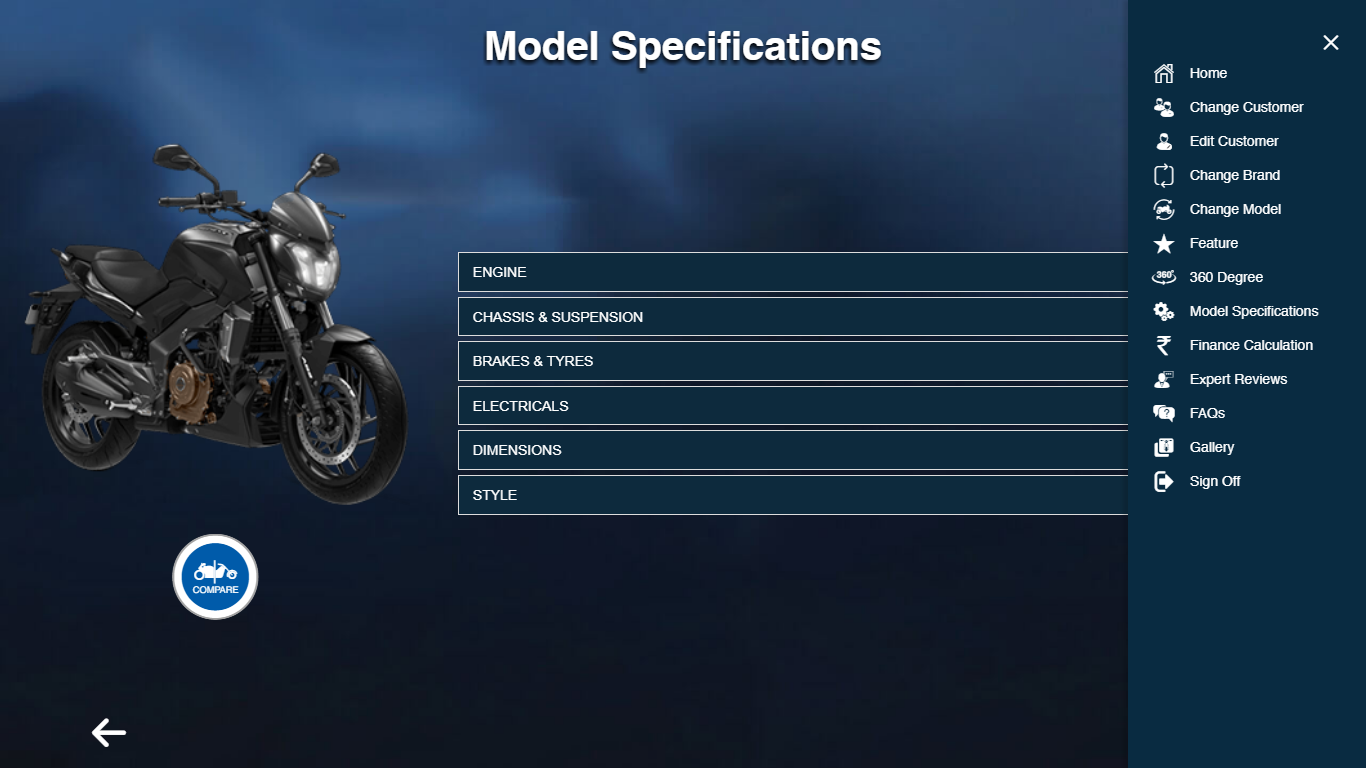 Model Specifications
ENGINE
CHASSIS & SUSPENSION
BRAKES & TYRES
ELECTRICALS
DIMENSIONS
STYLE
COMPARE
Home
Change Customer
Edit Customer
Change Brand
Change Model
Feature
360°
360 Degree
Model Specifications
₹
Finance Calculation
Expert Reviews
?
FAQs
Gallery
Sign Off